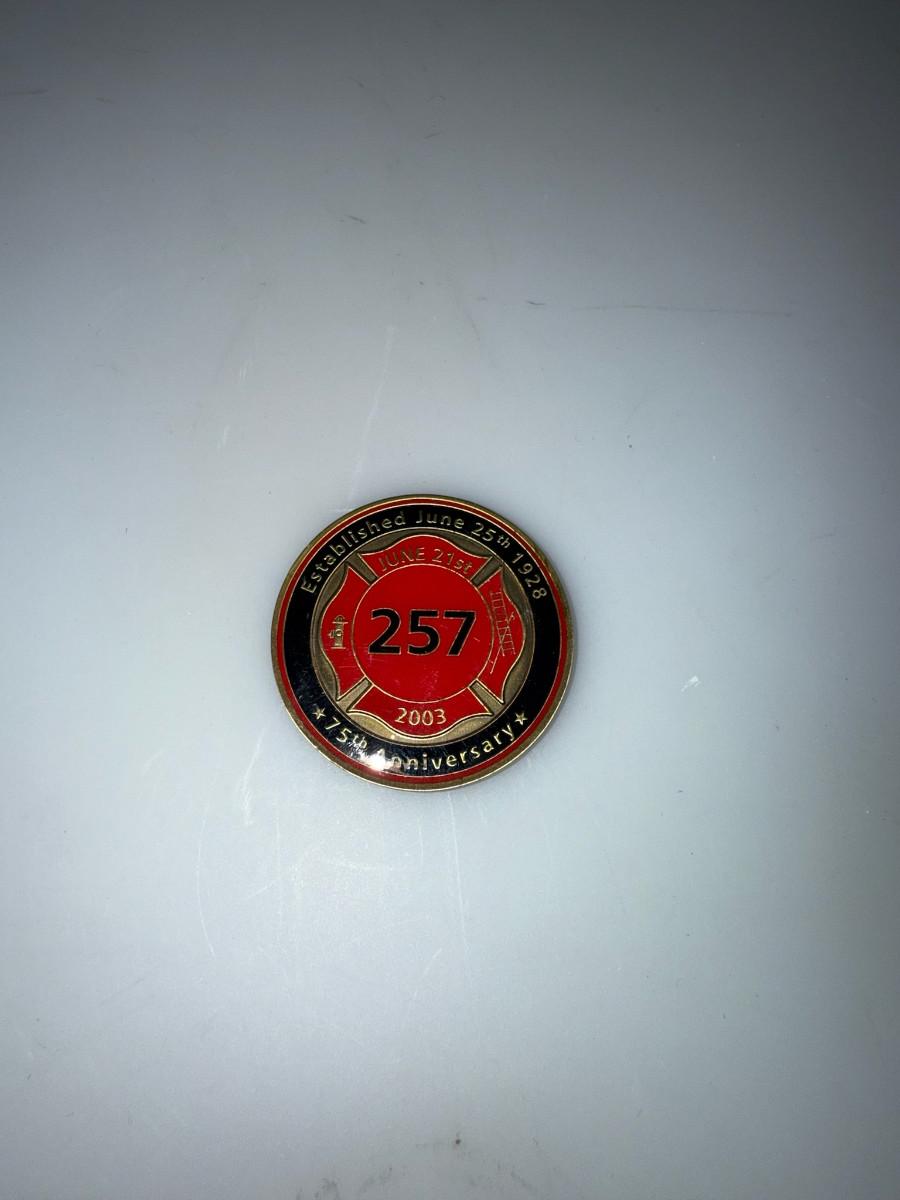 Established June 25th 1928
JUNE 21st
257
2003
★ 75th Anniversary ★